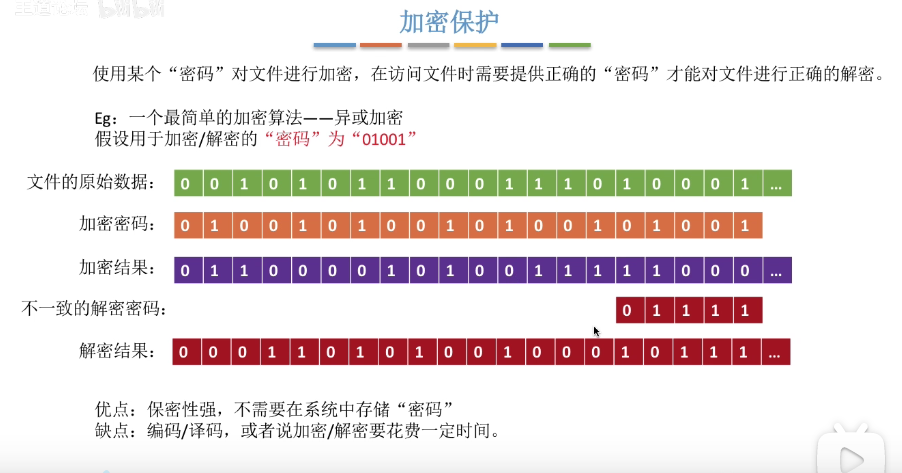 加密保护
使用某个“密码”对文件进行加密，在访问文件时需要提供正确的“密码”才能对文件进行正确的解密。
Eg：一个最简单的加密算法——异或加密
假设用于加密/解密的“密码”为“01001”
文件的原始数据： 0 0 1 0 1 0 1 1 0 0 0 1 1 1 0 1 0 0 0 1 ...
加密密码： 0 1 0 0 1 0 1 0 0 1 0 1 0 0 1 0 1 0 0 1
加密结果： 0 1 1 0 0 0 0 1 0 1 0 0 1 1 1 1 1 0 0 0 ...
不一致的解密密码： 0 1 1 1 1
解密结果： 0 0 0 1 1 0 1 0 1 0 0 1 0 0 0 1 0 1 1 1 ...
优点：保密性强，不需要在系统中存储“密码”
缺点：编码/译码，或者说加密/解密要花费一定时间。